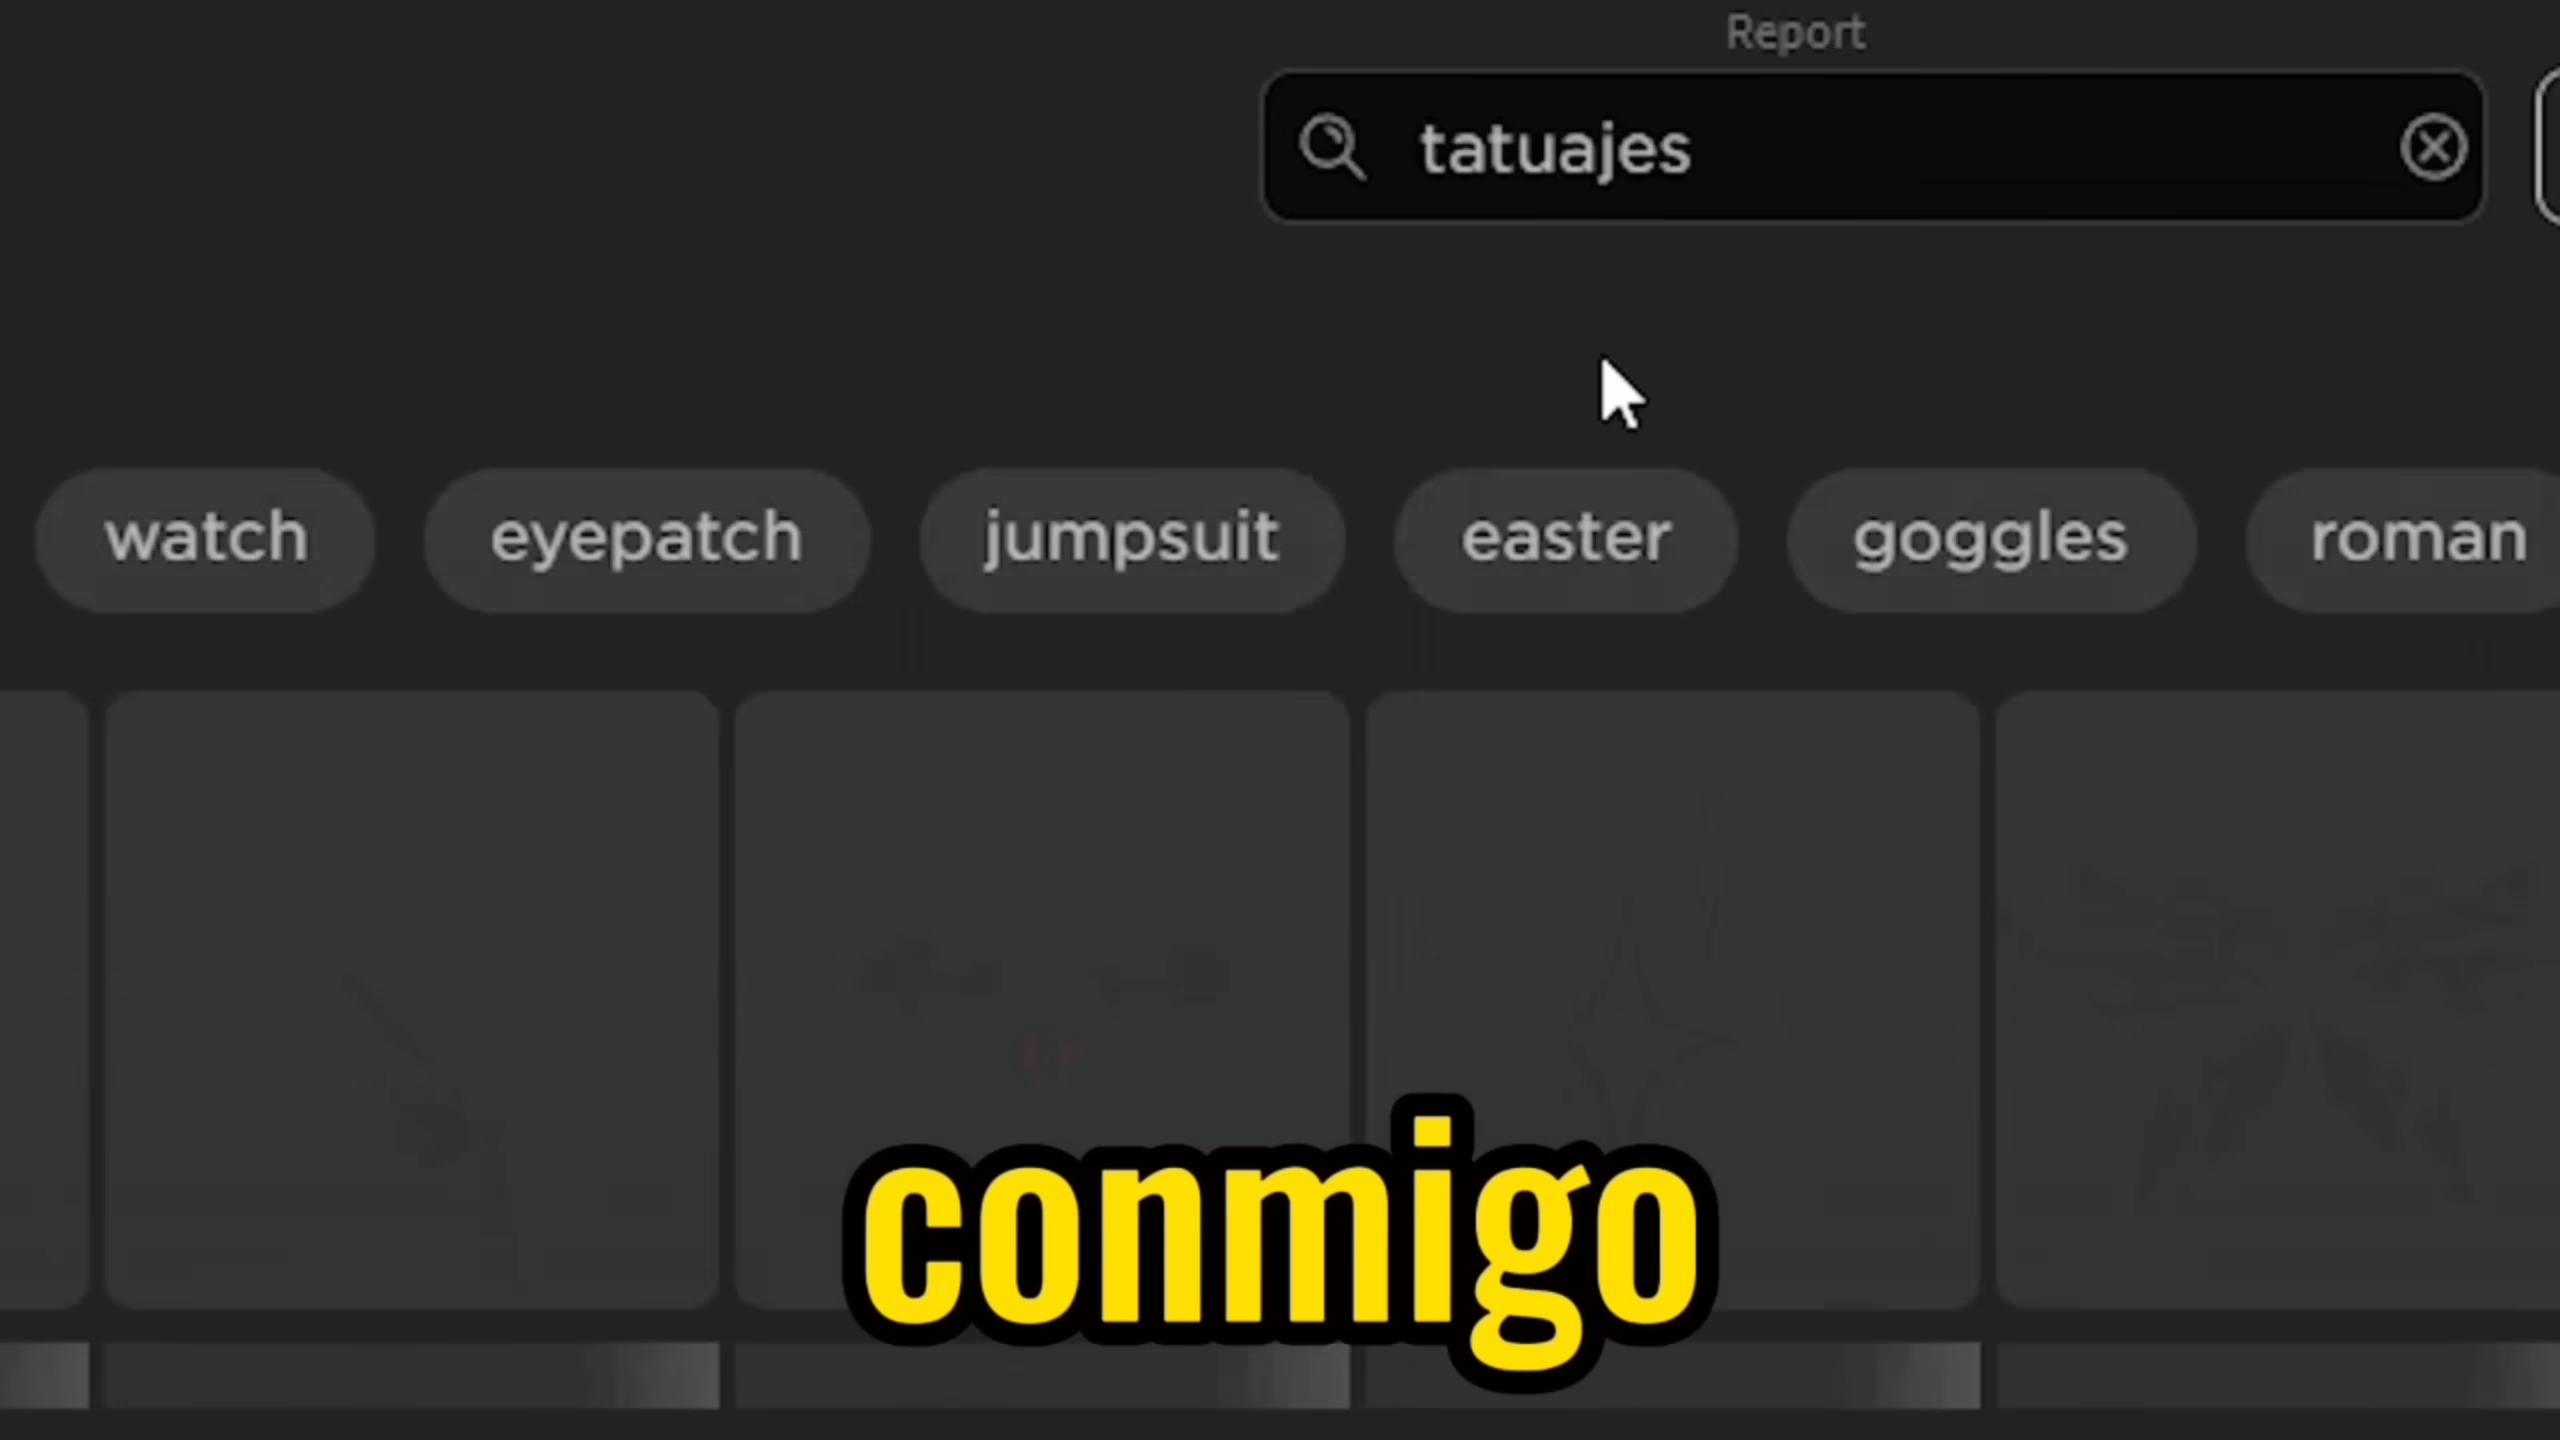 Report
tatuajes
watch eyepatch jumpsuit easter goggles roman
conmigo